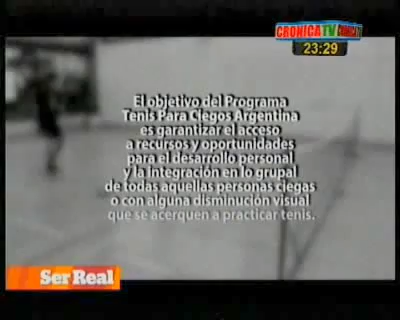 CRONICA TV
23:29
El objetivo del Programa
Tenis Para Ciegos Argentina
es garantizar el acceso
a recursos y oportunidades
para el desarrollo personal
y la integración en lo grupal
de todas aquellas personas ciegas
o con alguna disminución visual
que se acerquen a practicar tenis.
Ser Real